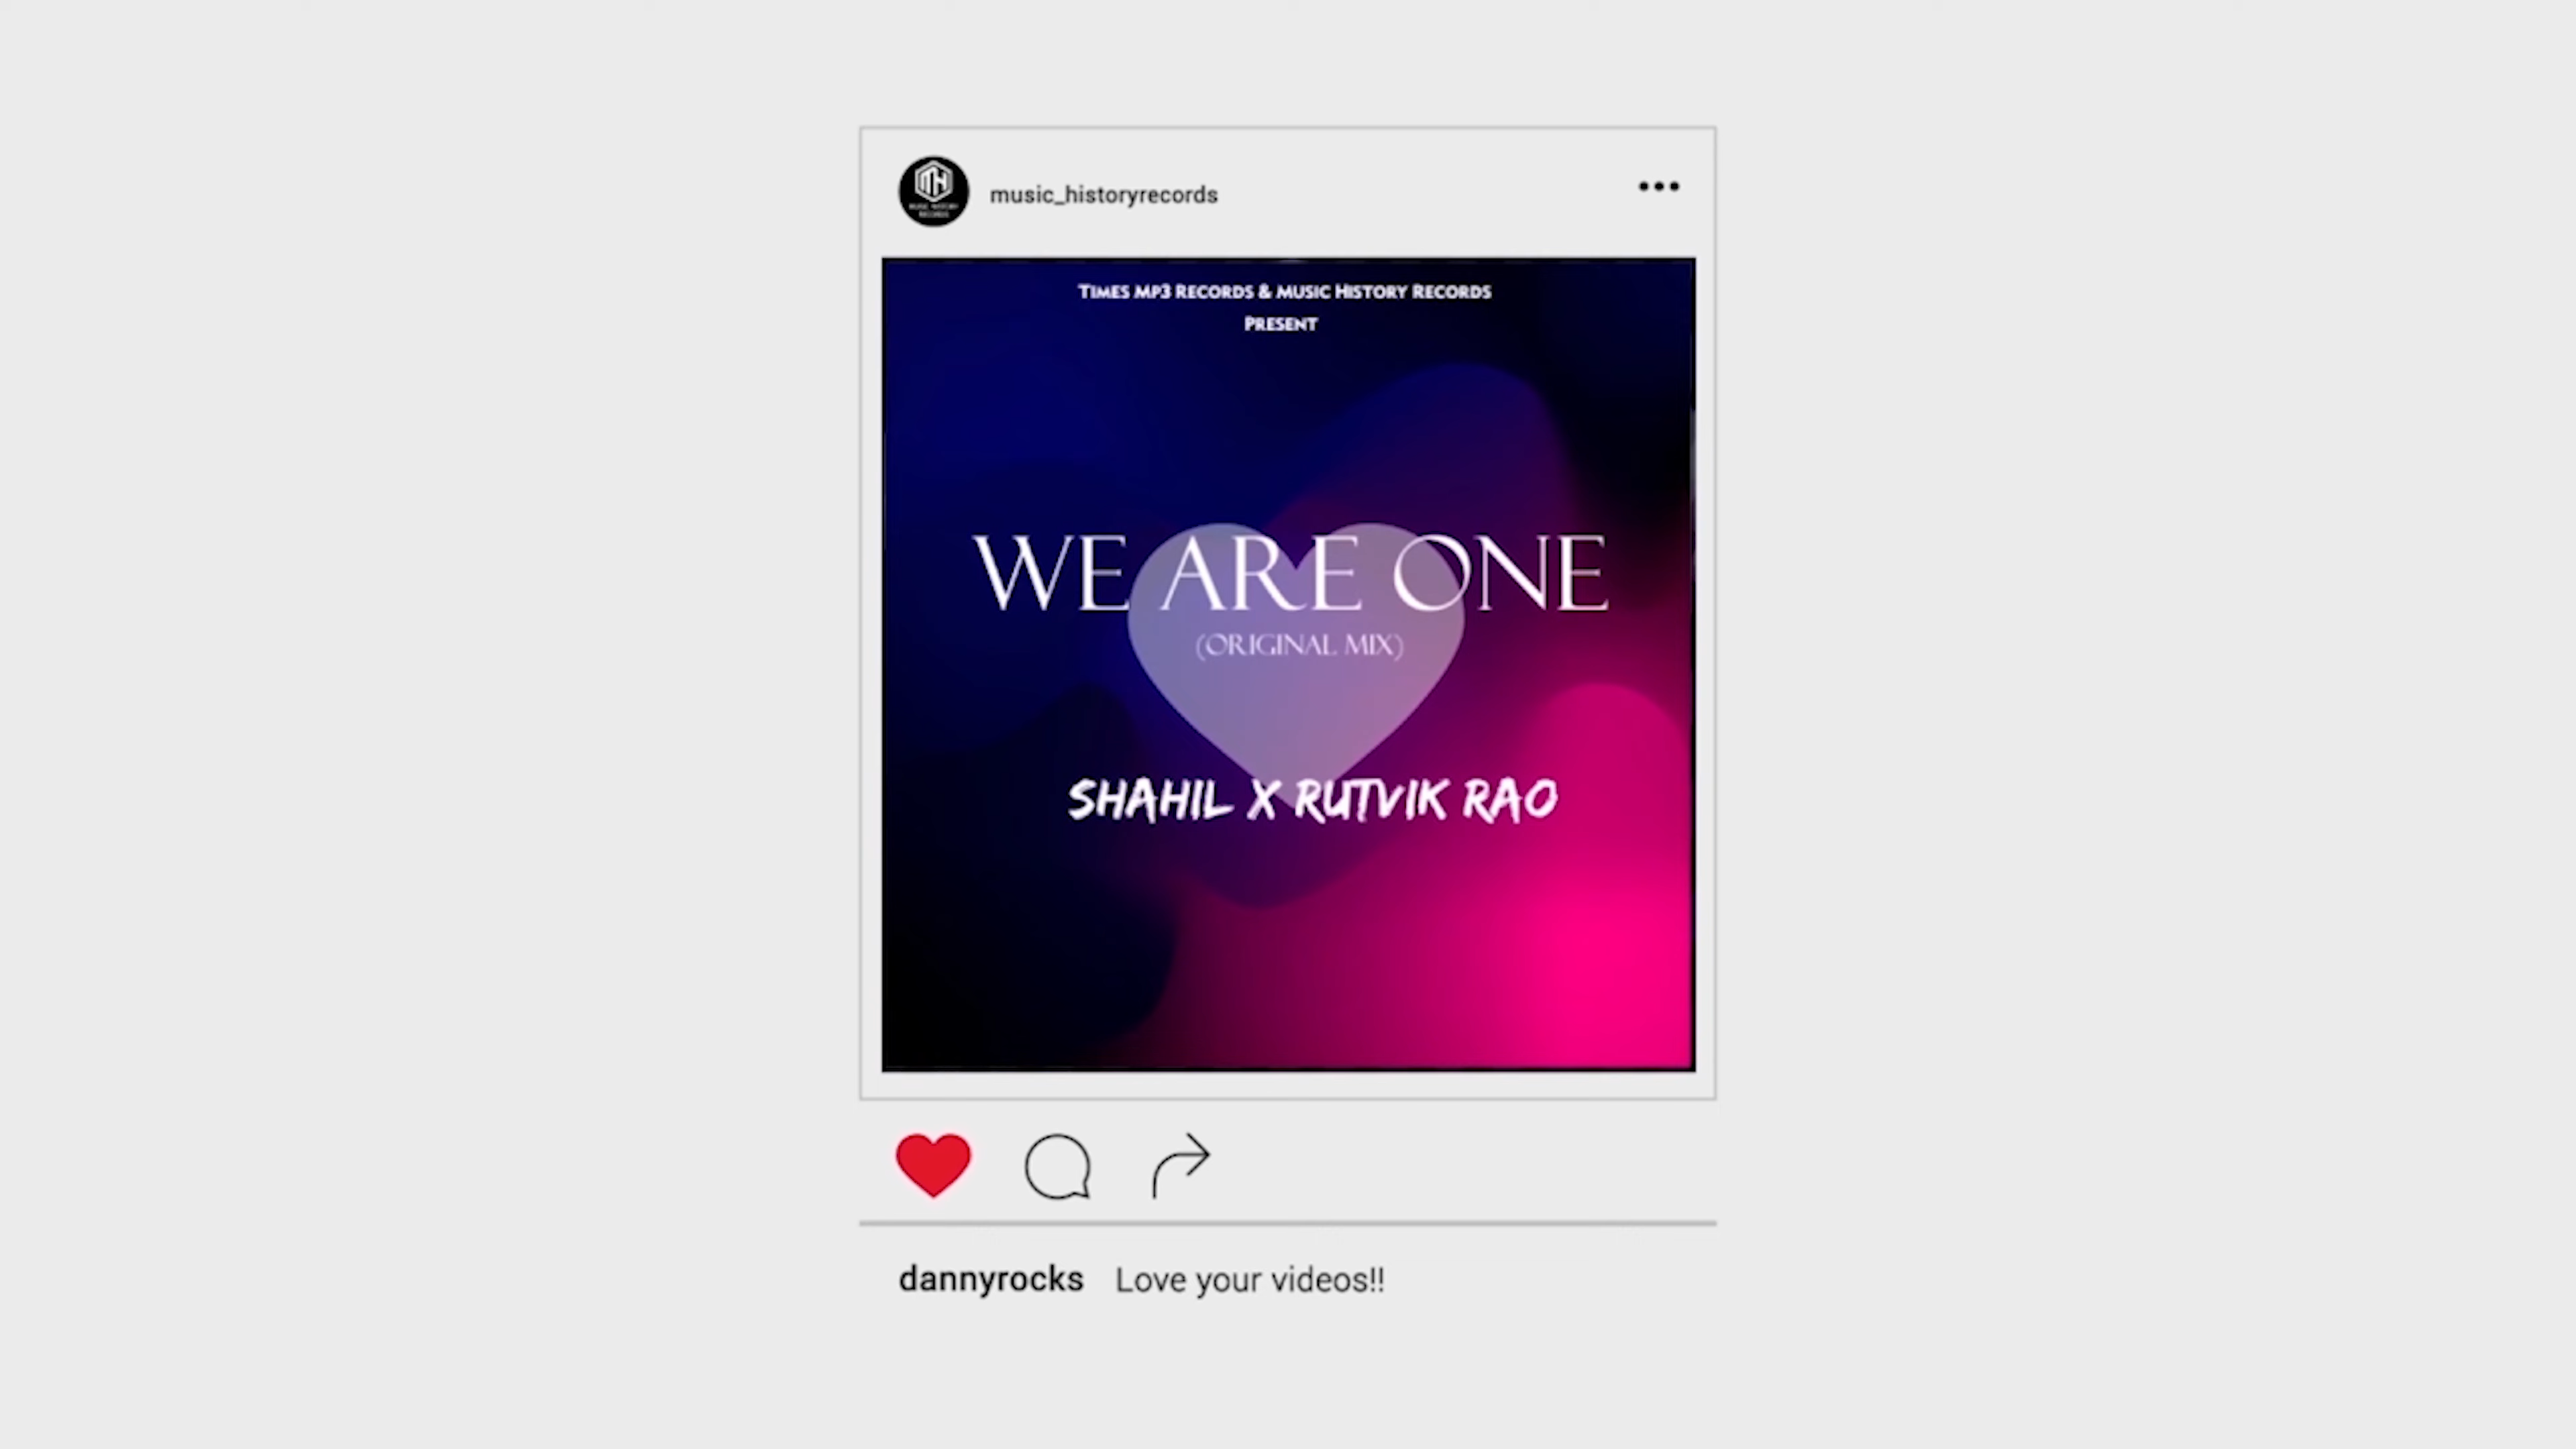 music_historyrecords
TIMES MP3 RECORDS & MUSIC HISTORY RECORDS
PRESENT
WE ARE ONE
(ORIGINAL MIX)
SHAHIL X RUTVIK RAO
dannyrocks Love your videos!!